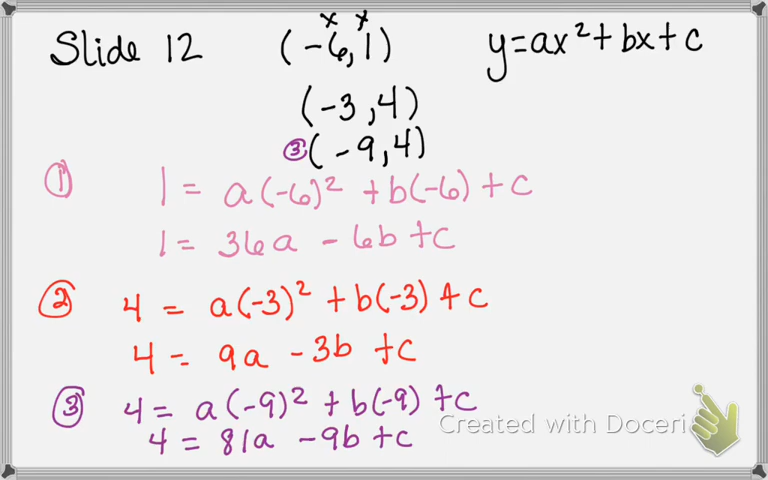 Slide 12 (-6,1) y=ax²+bx+c
x y
(-3,4)
③(-9,4)
① 1 = a(-6)² + b(-6) + c
1 = 36a - 6b + c
② 4 = a(-3)² + b(-3) + c
4 = 9a - 3b + c
③ 4 = a(-9)² + b(-9) + c
Created with Doceri
4 = 81a - 9b + c